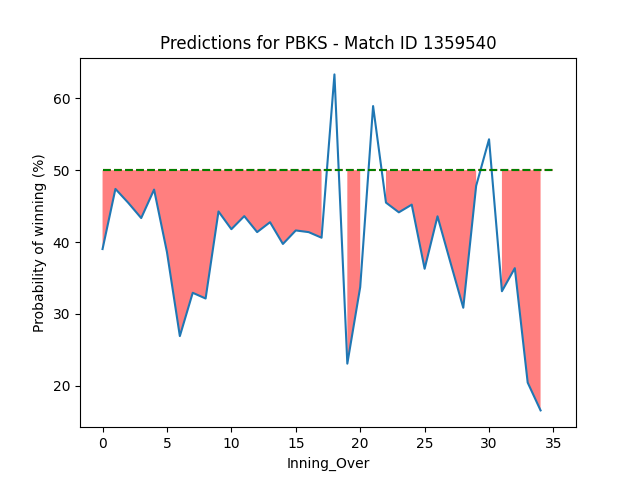 Predictions for PBKS - Match ID 1359540
Probability of winning (%)
60
50
40
30
20
0 5 10 15 20 25 30 35
Inning_Over